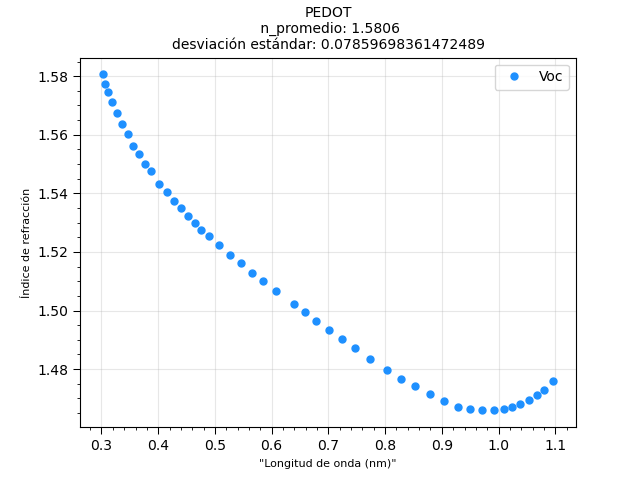 PEDOT
n_promedio: 1.5806
desviación estándar: 0.07859698361472489
Voc
1.58
1.56
1.54
1.52
1.50
1.48
Índice de refracción
0.3 0.4 0.5 0.6 0.7 0.8 0.9 1.0 1.1
"Longitud de onda (nm)"